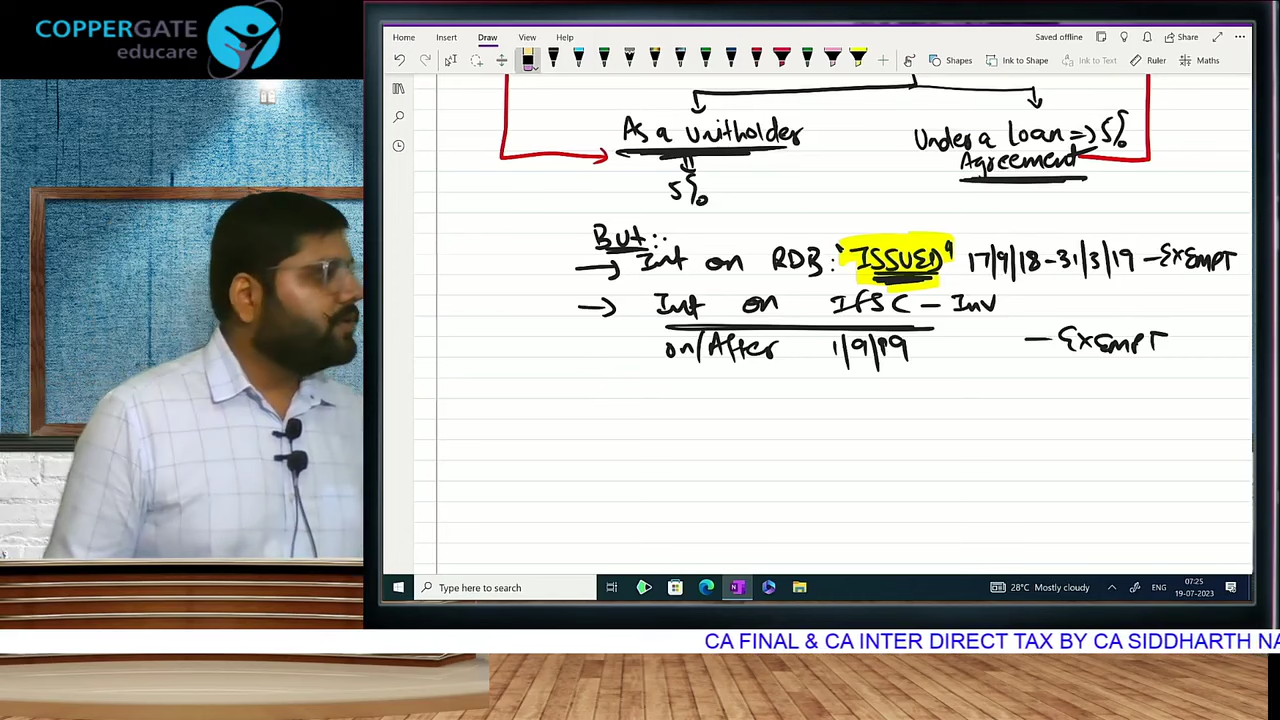 COPPERGATE
educare
Home Insert Draw View Help
Saved offline
Share
Shapes
Ink to Shape
Ink to Text
Ruler
Maths
As a unitholder
5%
Under a Loan => 5%
Agreement
But:
→ Int on RDB: "ISSUED" 17/9/18-31/3/19 - Exempt
→ Int on IFSC - Inv
on/After 1/9/19 - Exempt
Type here to search
28°C Mostly cloudy
ENG
07:25
19-07-2023
CA FINAL & CA INTER DIRECT TAX BY CA SIDDHARTH NA